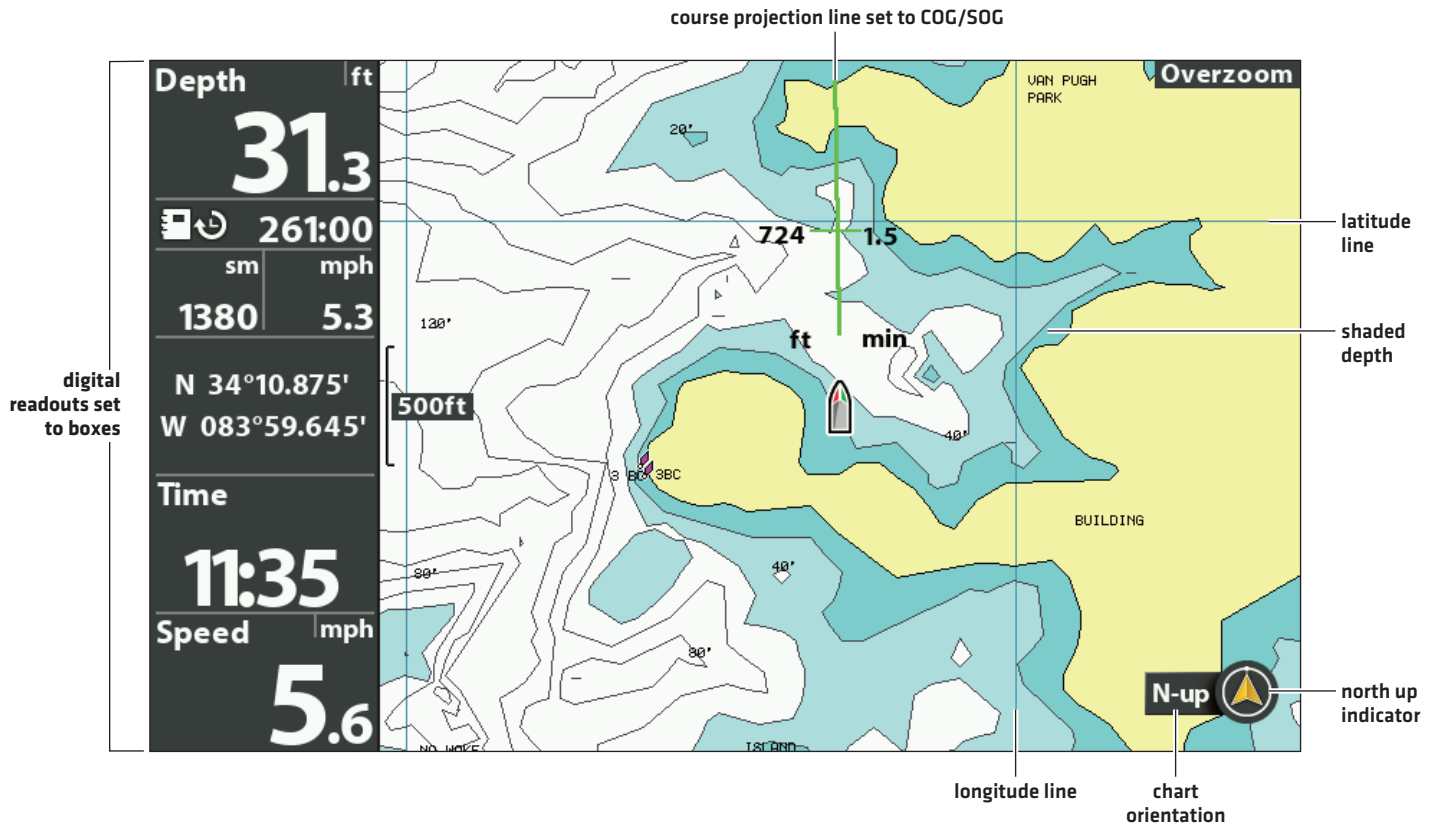 course projection line set to COG/SOG
digital
readouts set
to boxes
Depth ft
31.3
261:00
sm mph
1380 5.3
N 34°10.875'
W 083°59.645'
Time
11:35
Speed mph
5.6
VAN PUGH
PARK
Overzoom
20'
724 1.5
ft min
120'
500ft
40'
3 BC 3BC
BUILDING
80'
40'
80'
NO WAKE
ISLAND
N-up
latitude
line
shaded
depth
north up
indicator
longitude line
chart
orientation